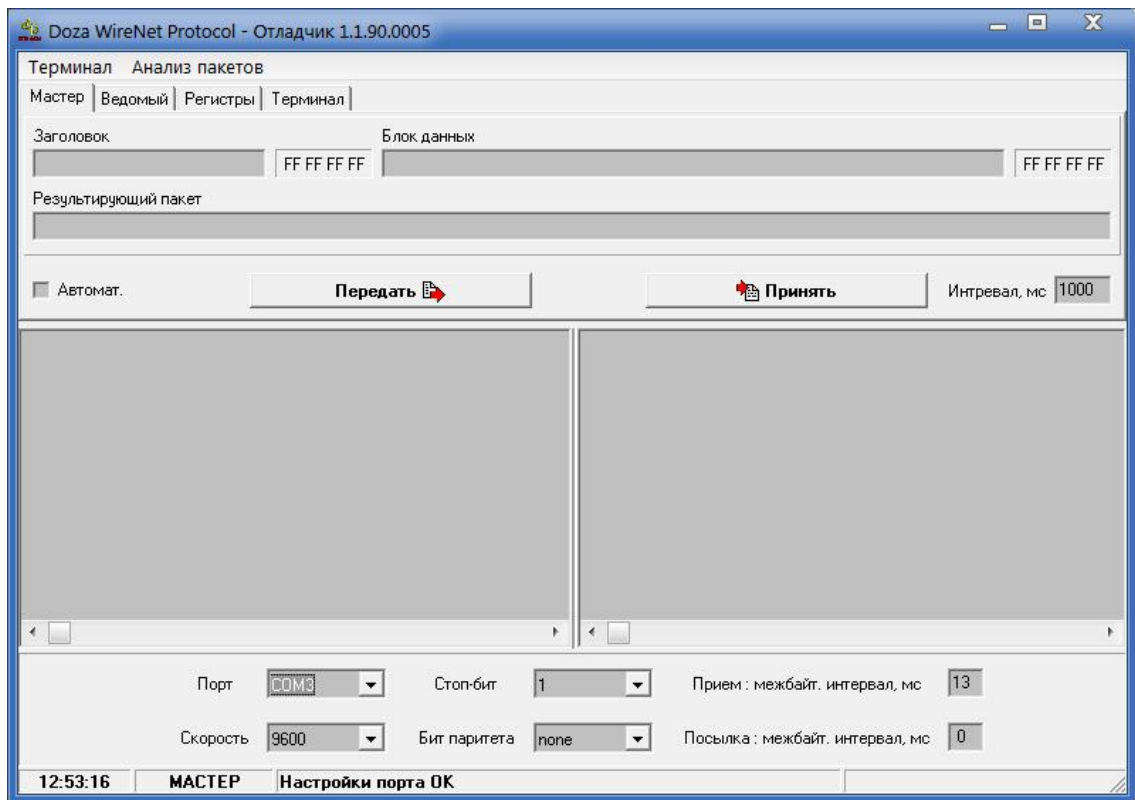 Doza WireNet Protocol - Отладчик 1.1.90.0005
Терминал Анализ пакетов
Мастер Ведомый Регистры Терминал
Заголовок Блок данных
FF FF FF FF FF FF FF FF
Результирующий пакет
Автомат. Передать Принять Интревал, мс 1000
Порт COM3 Стоп-бит 1 Прием : межбайт. интервал, мс 13
Скорость 9600 Бит паритета none Посылка : межбайт. интервал, мс 0
12:53:16 МАСТЕР Настройки порта ОК